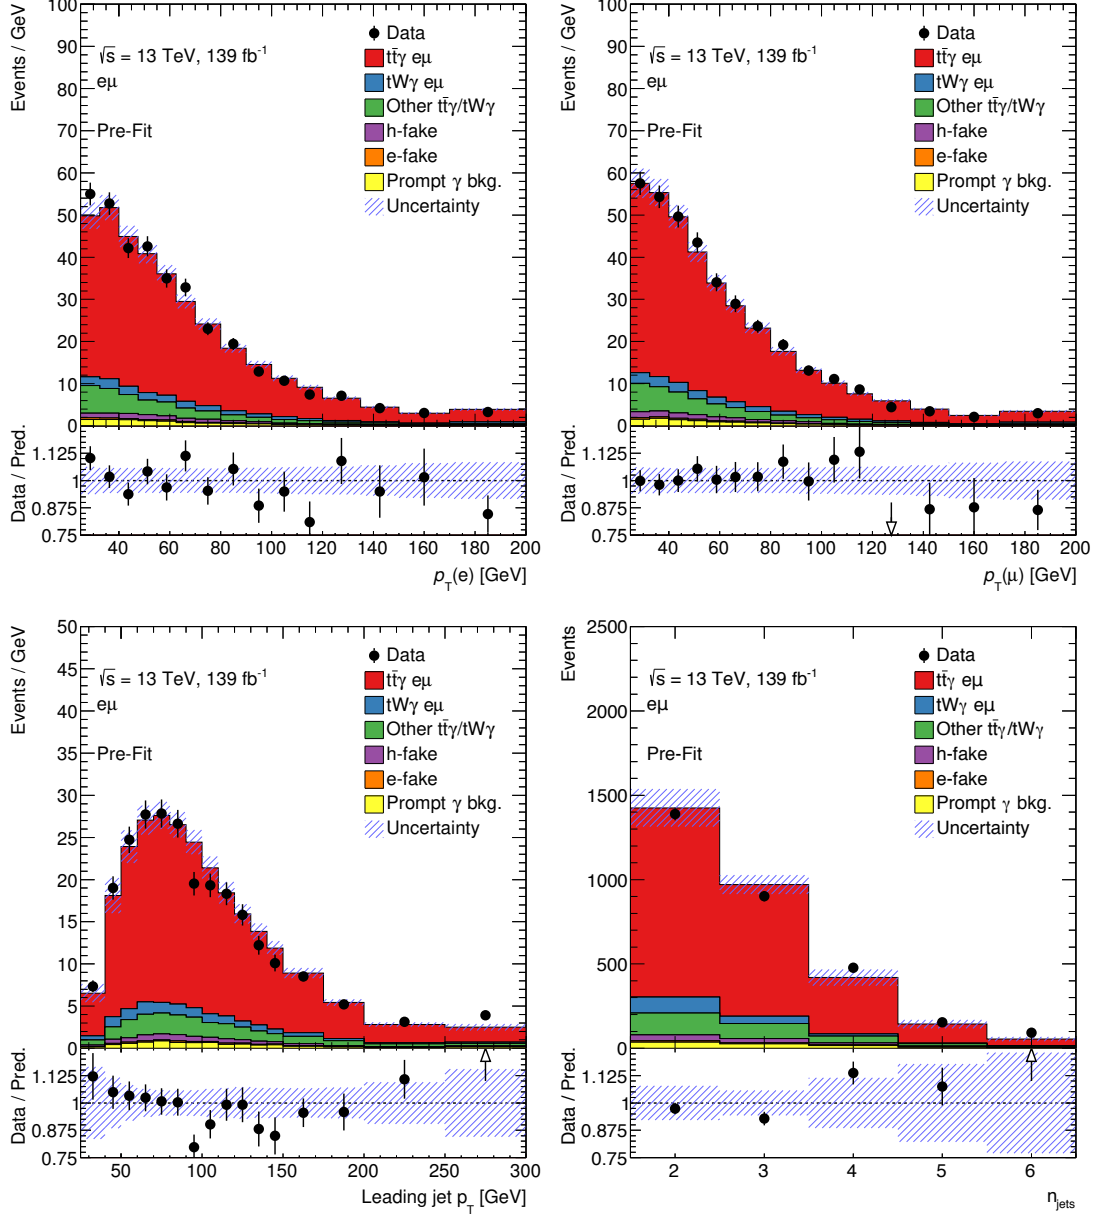 Events / GeV
100
90
80
70
60
50
40
30
20
10
0
√s = 13 TeV, 139 fb⁻¹
eμ
Pre-Fit
Data
tt̄γ eμ
tWγ eμ
Other tt̄γ/tWγ
h-fake
e-fake
Prompt γ bkg.
Uncertainty
Data / Pred.
1.125
1
0.875
0.75
40 60 80 100 120 140 160 180 200
p_T(e) [GeV]
Events / GeV
100
90
80
70
60
50
40
30
20
10
0
√s = 13 TeV, 139 fb⁻¹
eμ
Pre-Fit
Data
tt̄γ eμ
tWγ eμ
Other tt̄γ/tWγ
h-fake
e-fake
Prompt γ bkg.
Uncertainty
Data / Pred.
1.125
1
0.875
0.75
40 60 80 100 120 140 160 180 200
p_T(μ) [GeV]
Events / GeV
50
45
40
35
30
25
20
15
10
5
0
√s = 13 TeV, 139 fb⁻¹
eμ
Pre-Fit
Data
tt̄γ eμ
tWγ eμ
Other tt̄γ/tWγ
h-fake
e-fake
Prompt γ bkg.
Uncertainty
Data / Pred.
1.125
1
0.875
0.75
50 100 150 200 250 300
Leading jet p_T [GeV]
Events
2500
2000
1500
1000
500
0
√s = 13 TeV, 139 fb⁻¹
eμ
Pre-Fit
Data
tt̄γ eμ
tWγ eμ
Other tt̄γ/tWγ
h-fake
e-fake
Prompt γ bkg.
Uncertainty
Data / Pred.
1.125
1
0.875
0.75
2 3 4 5 6
n_jets